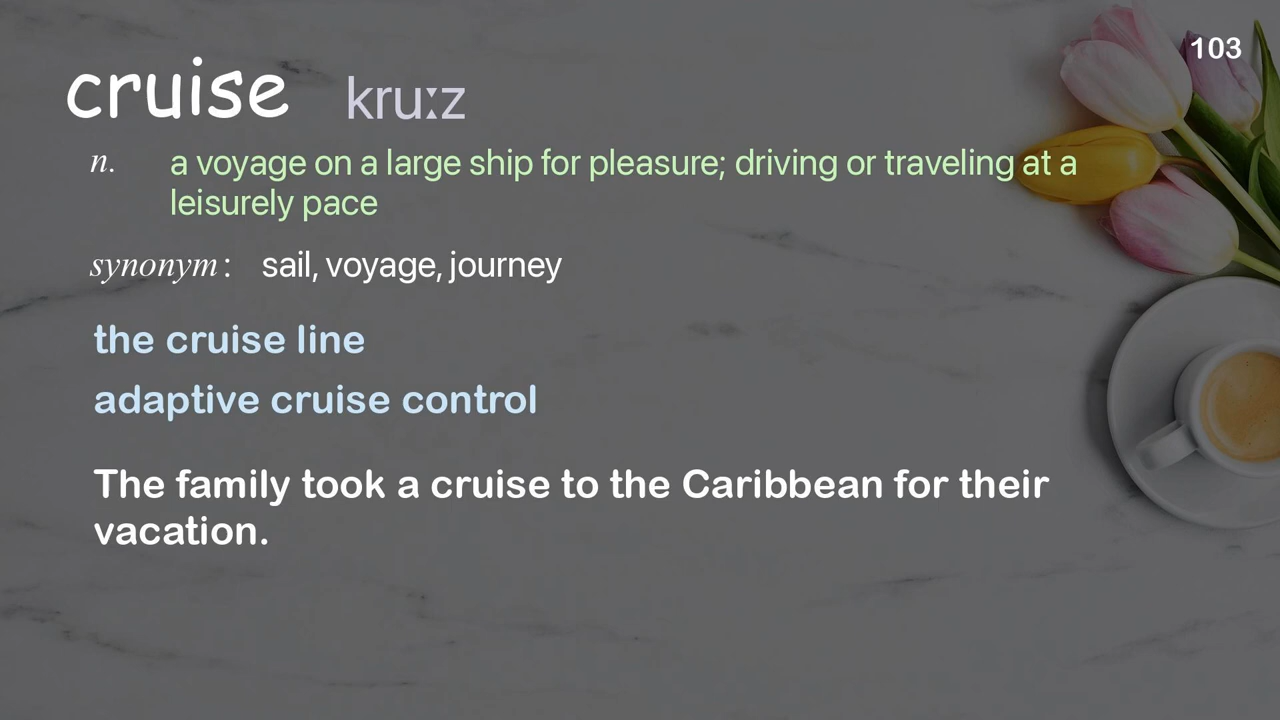 103
cruise kruːz
n. a voyage on a large ship for pleasure; driving or traveling at a
leisurely pace
synonym: sail, voyage, journey
the cruise line
adaptive cruise control
The family took a cruise to the Caribbean for their
vacation.